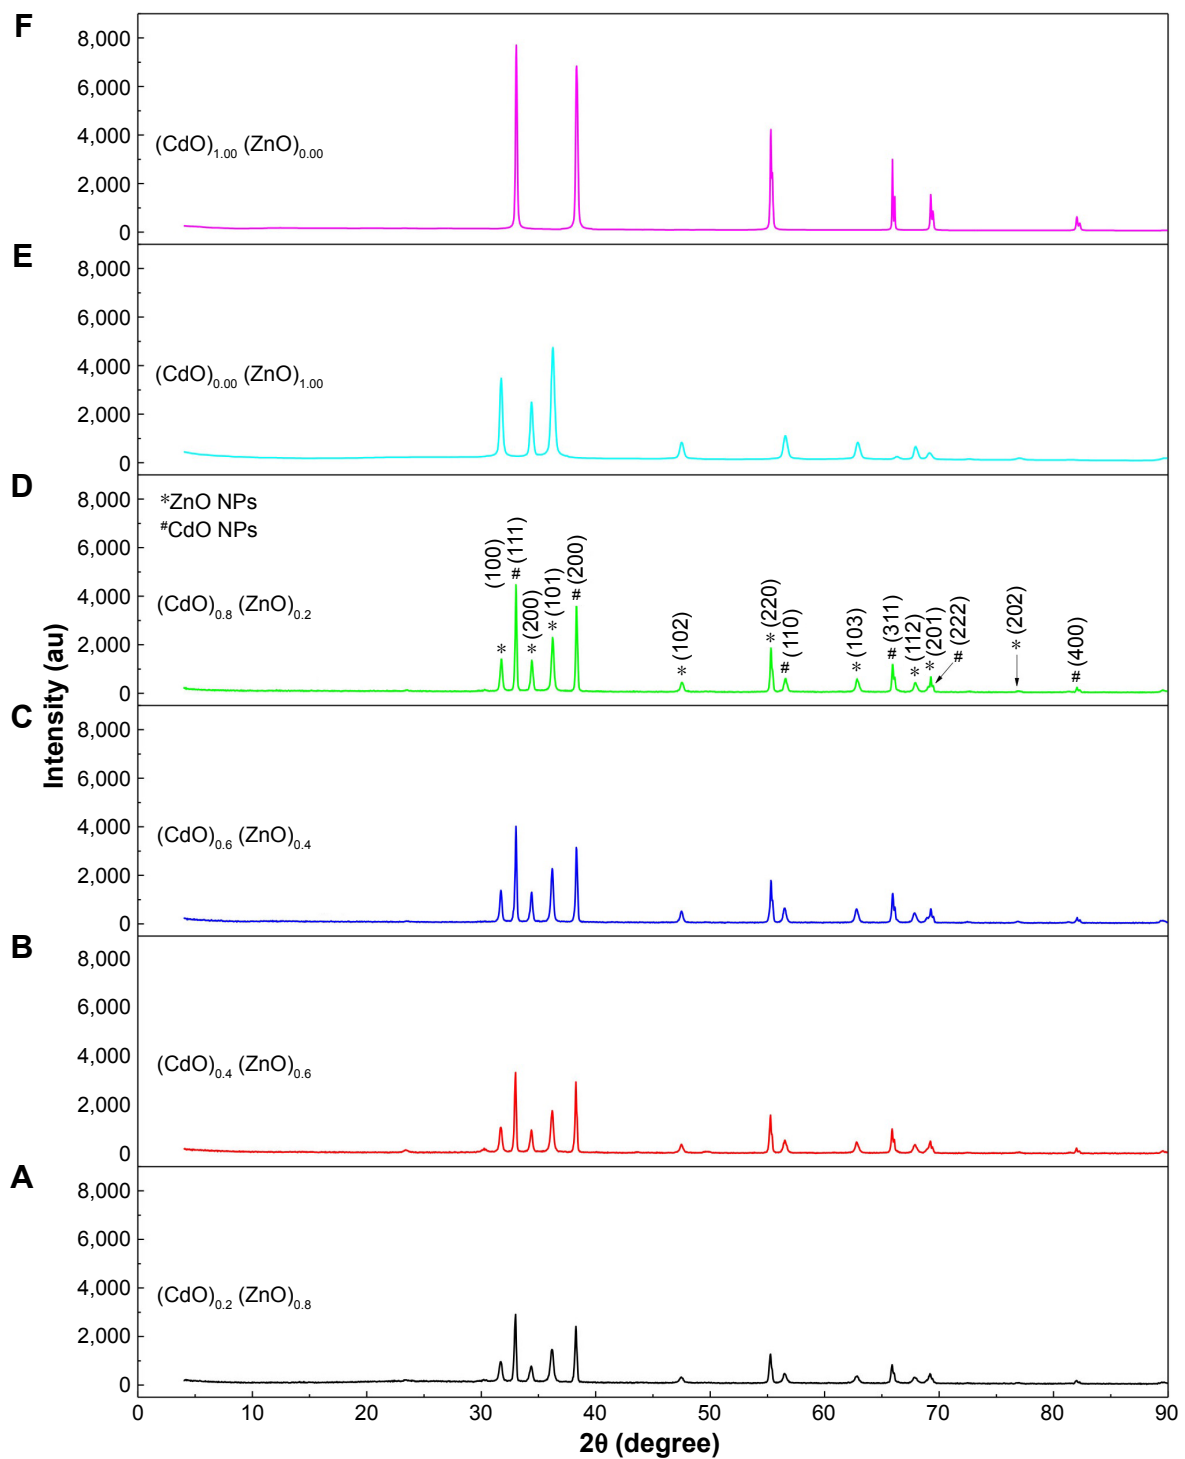 F
8,000
6,000
4,000
2,000
0
(CdO)1.00 (ZnO)0.00
E
8,000
6,000
4,000
2,000
0
(CdO)0.00 (ZnO)1.00
D
8,000
6,000
4,000
2,000
0
*ZnO NPs
#CdO NPs
(CdO)0.8 (ZnO)0.2
* (100)
# (111)
* (200)
* (101)
# (200)
* (102)
* (220)
# (110)
* (103)
# (311)
* (112)
* (201)
# (222)
* (202)
# (400)
Intensity (au)
C
8,000
6,000
4,000
2,000
0
(CdO)0.6 (ZnO)0.4
B
8,000
6,000
4,000
2,000
0
(CdO)0.4 (ZnO)0.6
A
8,000
6,000
4,000
2,000
0
(CdO)0.2 (ZnO)0.8
0 10 20 30 40 50 60 70 80 90
2θ (degree)